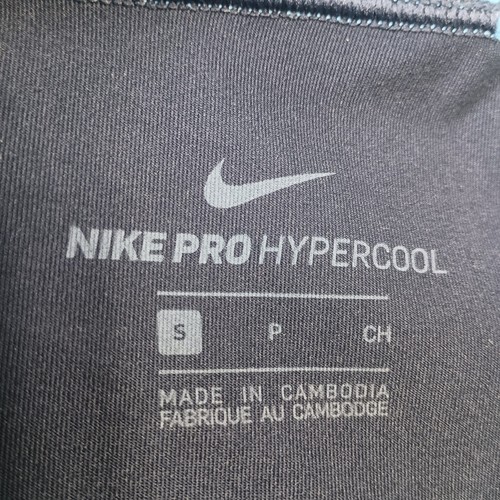 NIKE PRO HYPERCOOL
S P CH
MADE IN CAMBODIA
FABRIQUE AU CAMBODGE